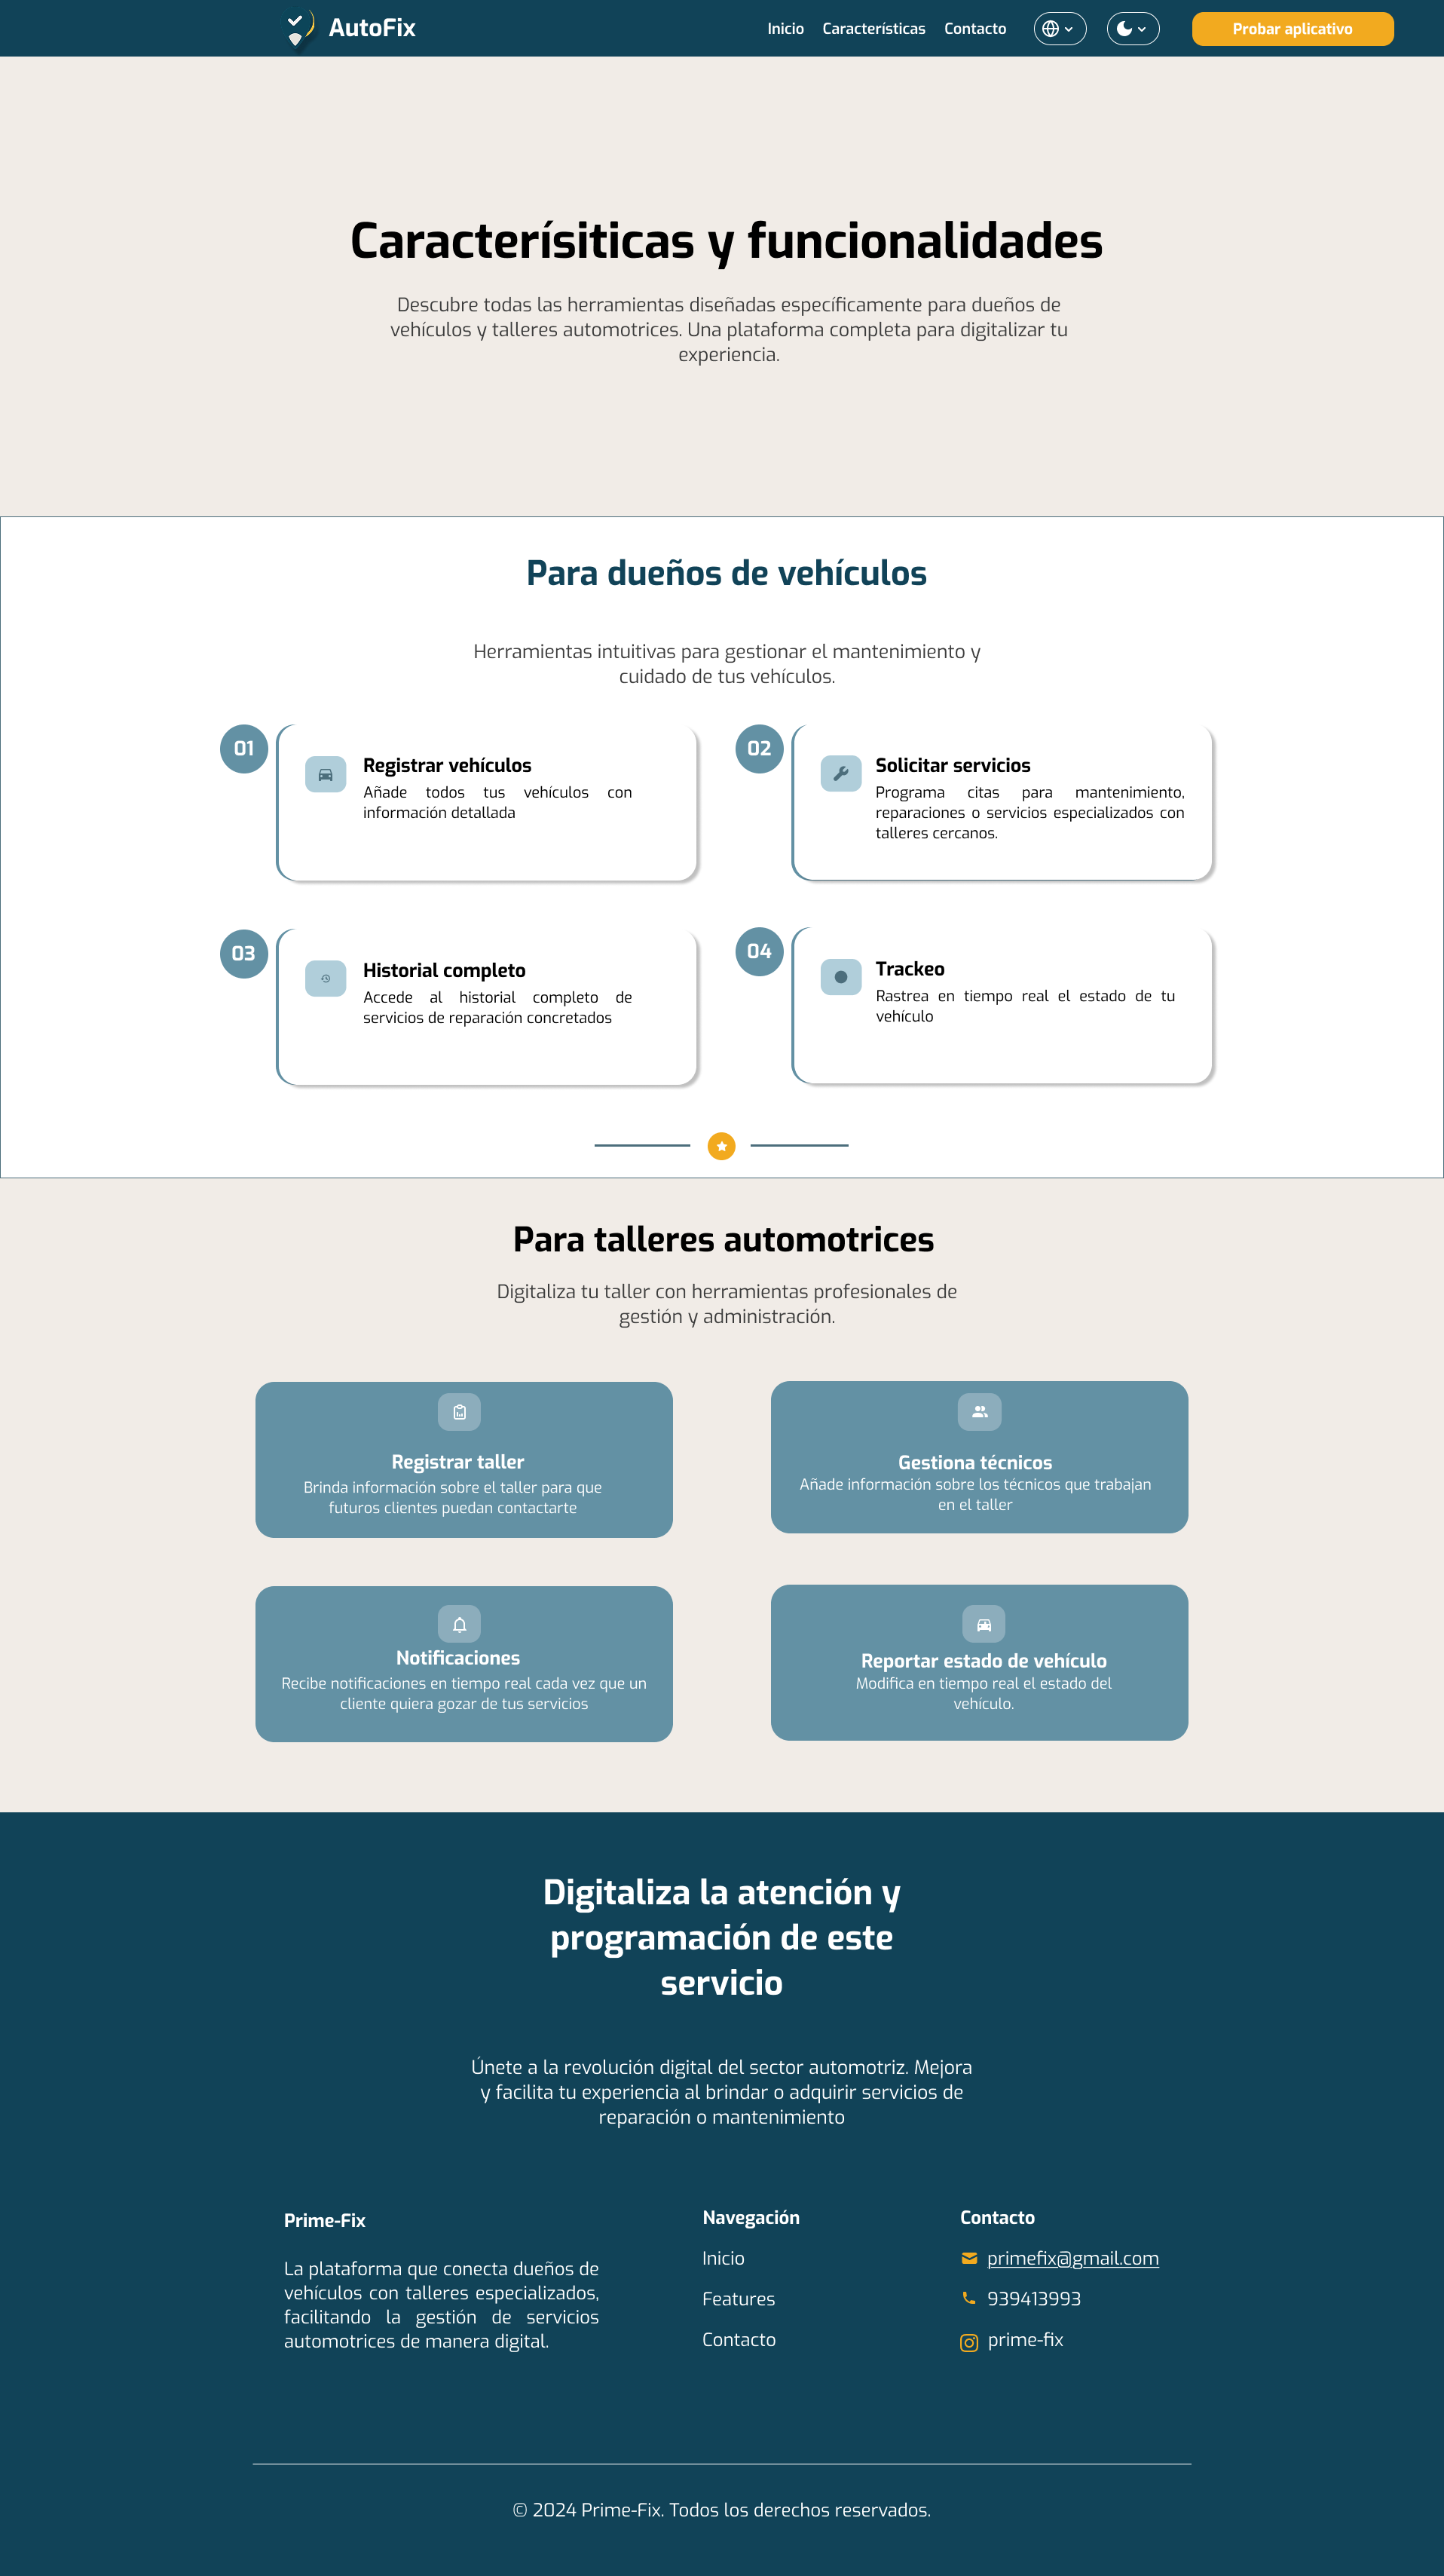 AutoFix
Inicio Características Contacto
Probar aplicativo
Caracterísiticas y funcionalidades
Descubre todas las herramientas diseñadas específicamente para dueños de
vehículos y talleres automotrices. Una plataforma completa para digitalizar tu
experiencia.
Para dueños de vehículos
Herramientas intuitivas para gestionar el mantenimiento y
cuidado de tus vehículos.
01
Registrar vehículos
Añade todos tus vehículos con
información detallada
02
Solicitar servicios
Programa citas para mantenimiento,
reparaciones o servicios especializados con
talleres cercanos.
03
Historial completo
Accede al historial completo de
servicios de reparación concretados
04
Trackeo
Rastrea en tiempo real el estado de tu
vehículo
Para talleres automotrices
Digitaliza tu taller con herramientas profesionales de
gestión y administración.
Registrar taller
Brinda información sobre el taller para que
futuros clientes puedan contactarte
Gestiona técnicos
Añade información sobre los técnicos que trabajan
en el taller
Notificaciones
Recibe notificaciones en tiempo real cada vez que un
cliente quiera gozar de tus servicios
Reportar estado de vehículo
Modifica en tiempo real el estado del
vehículo.
Digitaliza la atención y
programación de este
servicio
Únete a la revolución digital del sector automotriz. Mejora
y facilita tu experiencia al brindar o adquirir servicios de
reparación o mantenimiento
Prime-Fix
La plataforma que conecta dueños de
vehículos con talleres especializados,
facilitando la gestión de servicios
automotrices de manera digital.
Navegación
Inicio
Features
Contacto
Contacto
primefix@gmail.com
939413993
prime-fix
© 2024 Prime-Fix. Todos los derechos reservados.